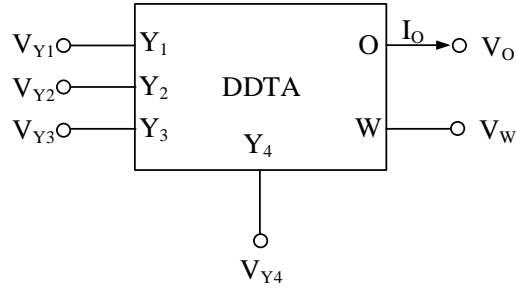 V_Y1 Y_1 O I_O V_O
V_Y2 Y_2 DDTA
V_Y3 Y_3 W V_W
Y_4
V_Y4